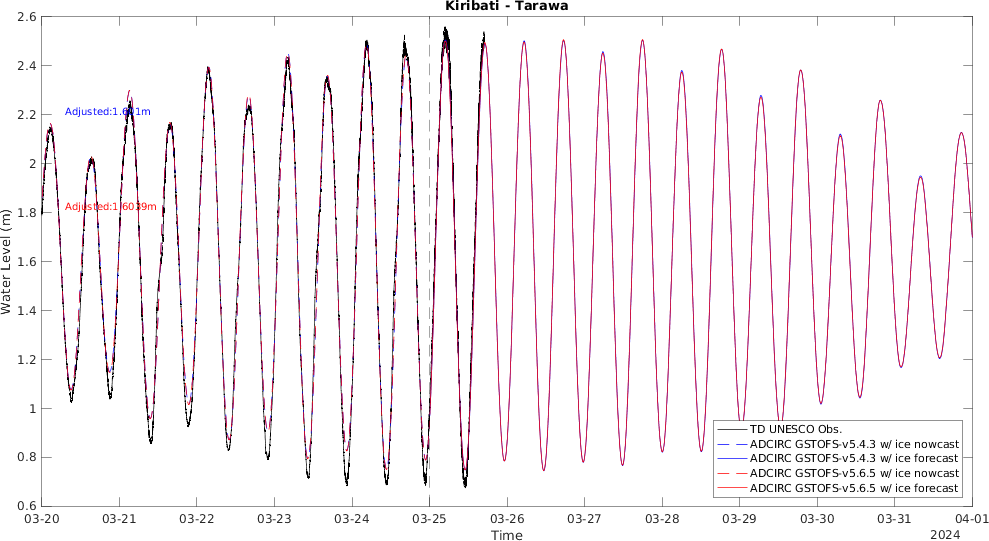 Kiribati - Tarawa
2.6
2.4
2.2
2
1.8
1.6
1.4
1.2
1
0.8
0.6
Water Level (m)
Adjusted:1.6039m
TD UNESCO Obs.
ADCIRC GSTOFS-v5.4.3 w/ ice nowcast
ADCIRC GSTOFS-v5.4.3 w/ ice forecast
ADCIRC GSTOFS-v5.6.5 w/ ice nowcast
ADCIRC GSTOFS-v5.6.5 w/ ice forecast
03-20 03-21 03-22 03-23 03-24 03-25 03-26 03-27 03-28 03-29 03-30 03-31 04-01
Time
2024